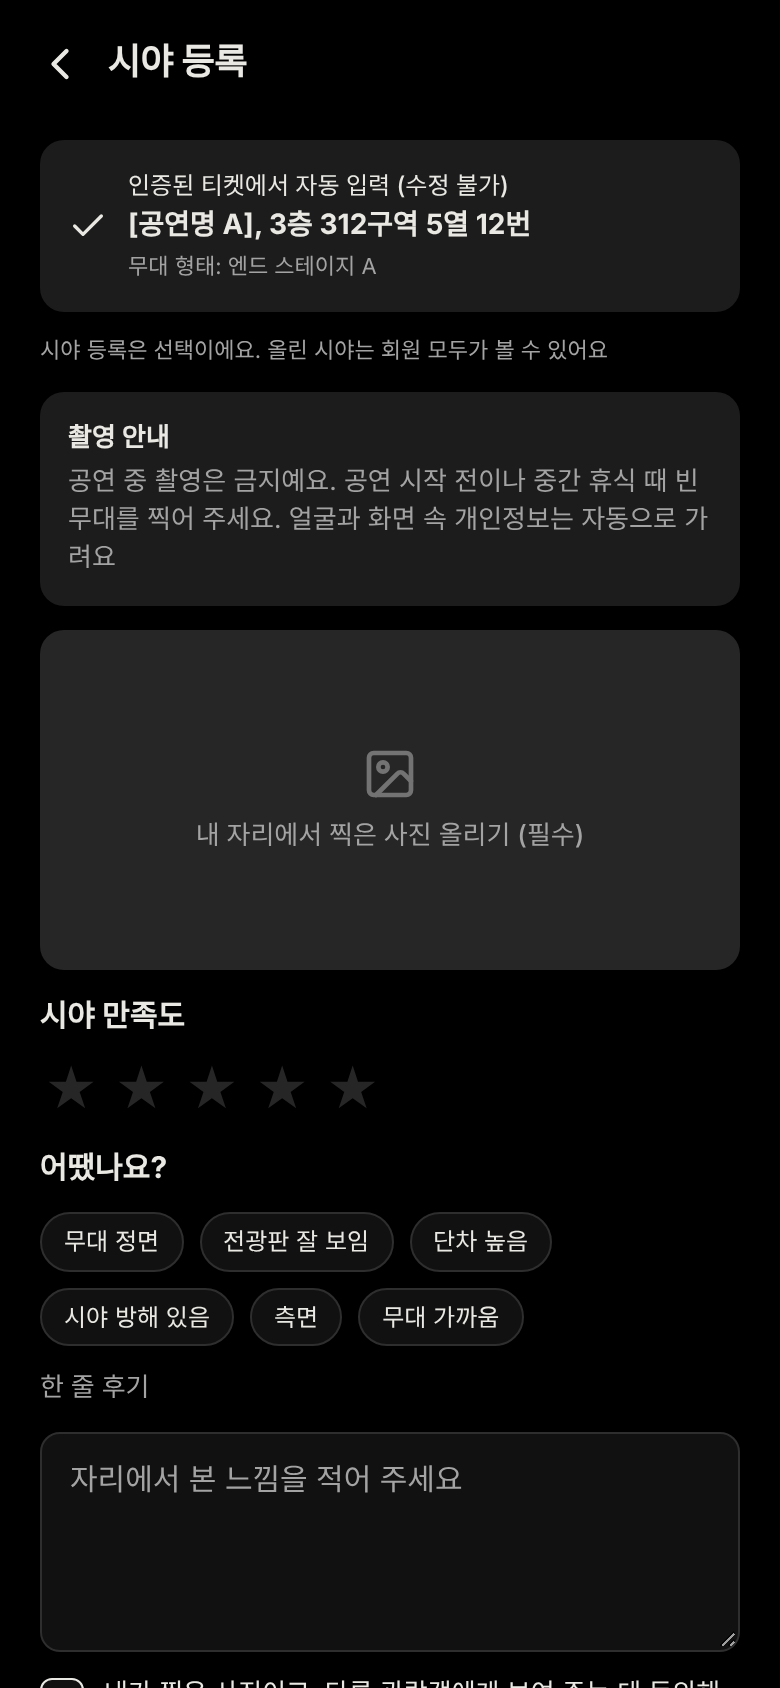 시야 등록
인증된 티켓에서 자동 입력 (수정 불가)
[공연명 A], 3층 312구역 5열 12번
무대 형태: 엔드 스테이지 A
시야 등록은 선택이에요. 올린 시야는 회원 모두가 볼 수 있어요
촬영 안내
공연 중 촬영은 금지예요. 공연 시작 전이나 중간 휴식 때 빈
무대를 찍어 주세요. 얼굴과 화면 속 개인정보는 자동으로 가
려요
내 자리에서 찍은 사진 올리기 (필수)
시야 만족도
어땠나요?
무대 정면
전광판 잘 보임
단차 높음
시야 방해 있음
측면
무대 가까움
한 줄 후기
자리에서 본 느낌을 적어 주세요